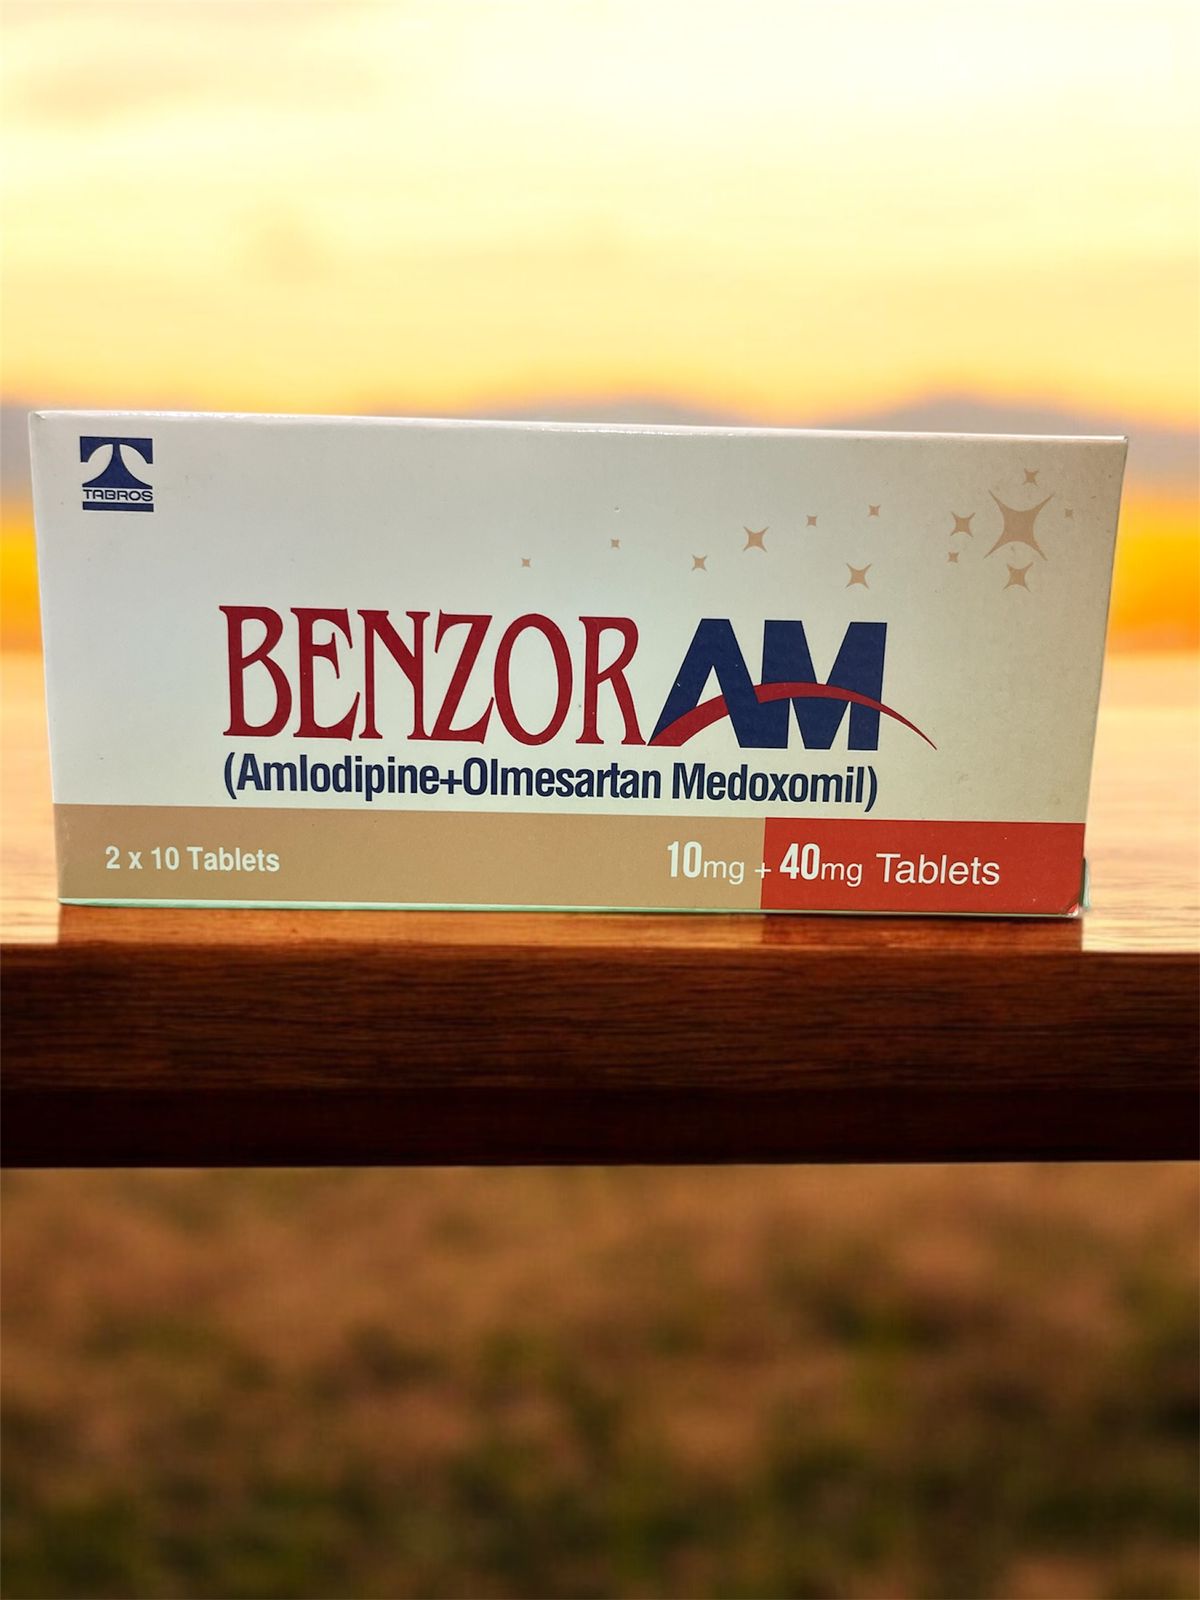 TABROS
BENZOR AM
(Amlodipine+Olmesartan Medoxomil)
2 x 10 Tablets
10mg + 40mg Tablets